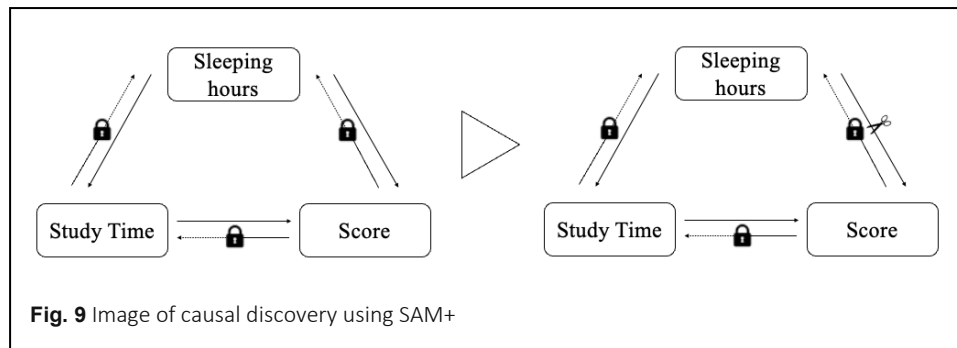 Sleeping
hours
Study Time
Score
Sleeping
hours
Study Time
Score
Fig. 9 Image of causal discovery using SAM+